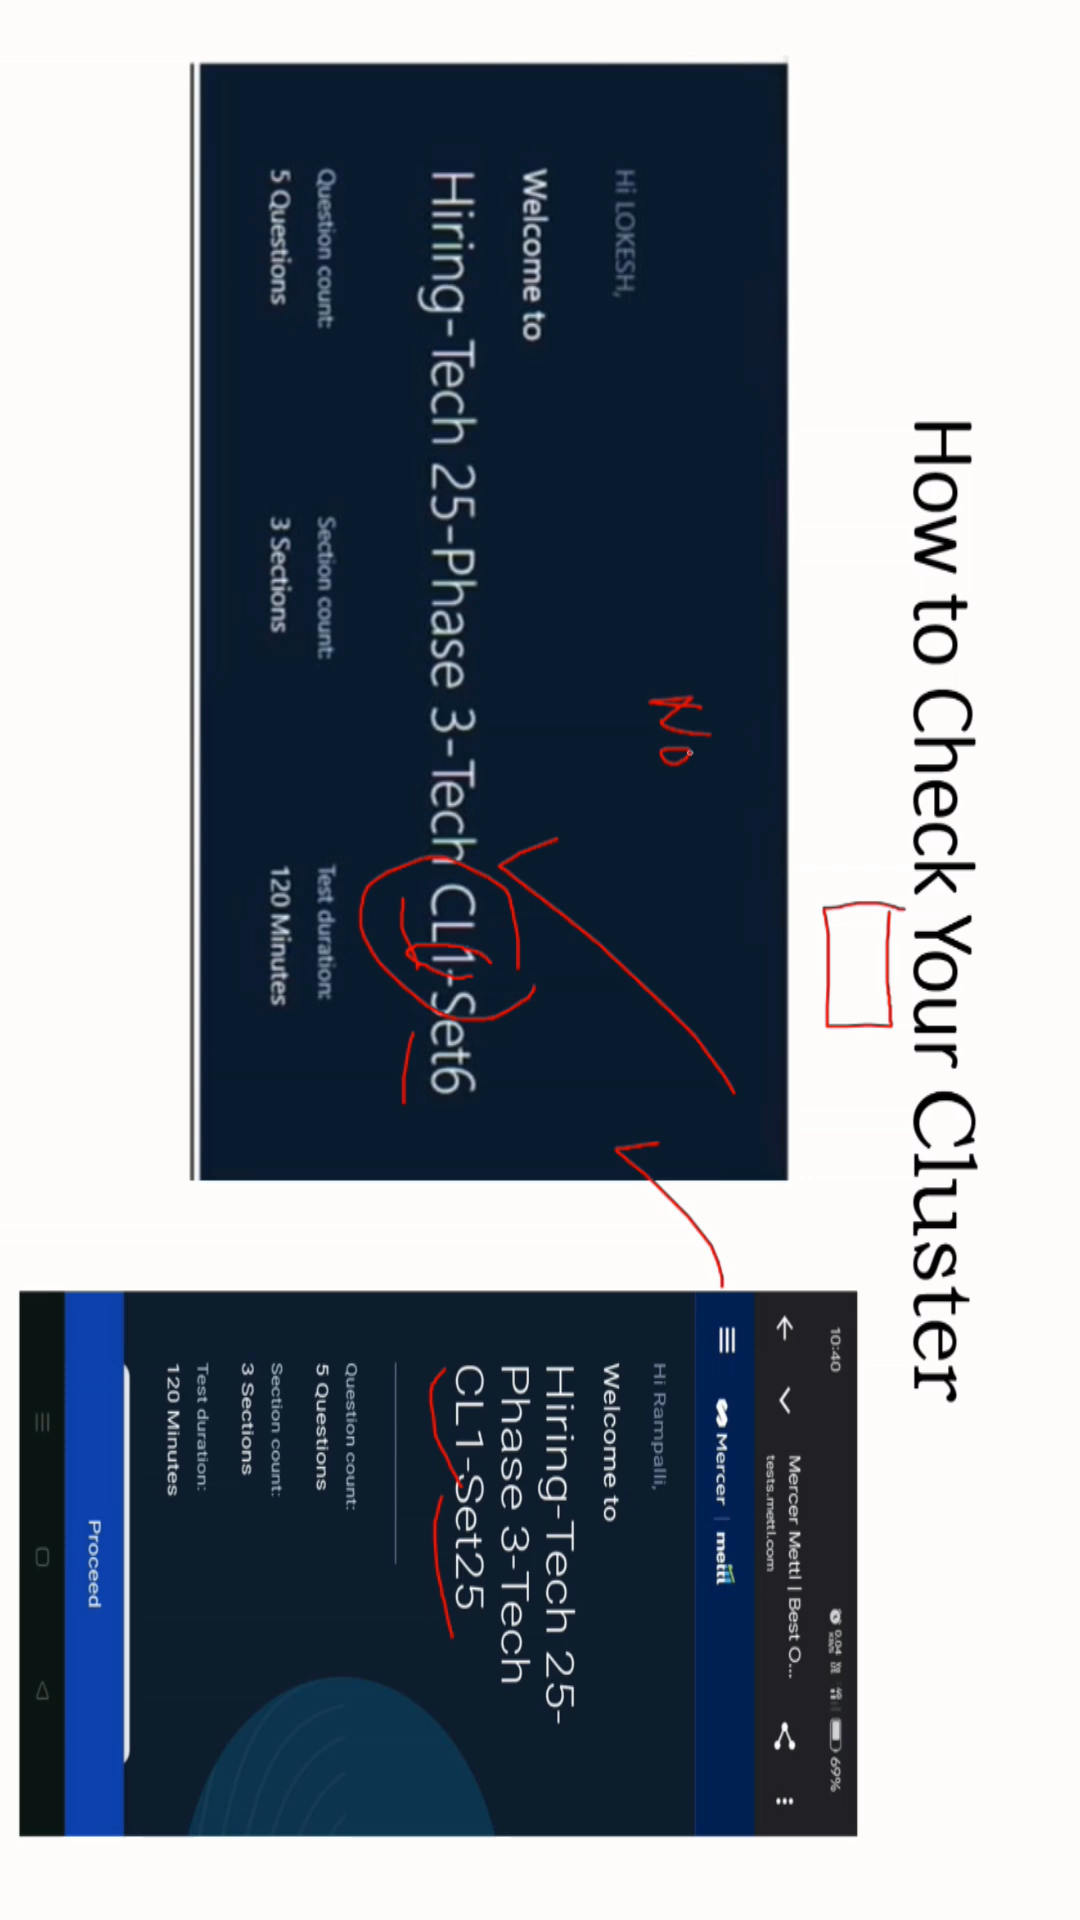 How to Check Your Cluster
Hi LOKESH,
Welcome to
Hiring-Tech 25-Phase 3-Tech CL1-Set6
Question count:
Section count:
Test duration:
5 Questions
3 Sections
120 Minutes
No
10:40
0.04
69%
Mercer Mettl | Best O...
tests.mettl.com
Mercer | mettl
Hi Rampalli,
Welcome to
Hiring-Tech 25-
Phase 3-Tech
CL1-Set25
Question count:
5 Questions
Section count:
3 Sections
Test duration:
120 Minutes
Proceed